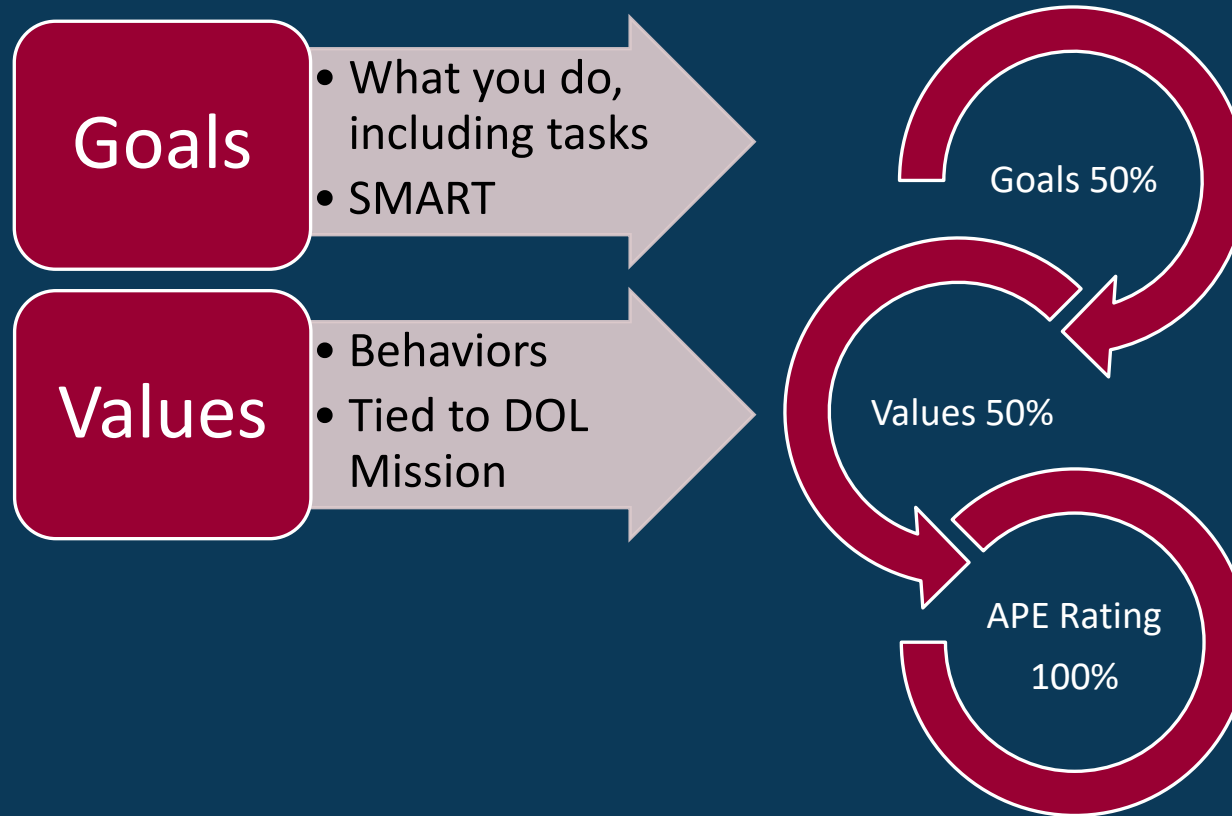 Goals
• What you do,
including tasks
• SMART
Values
• Behaviors
• Tied to DOL
Mission
Goals 50%
Values 50%
APE Rating
100%